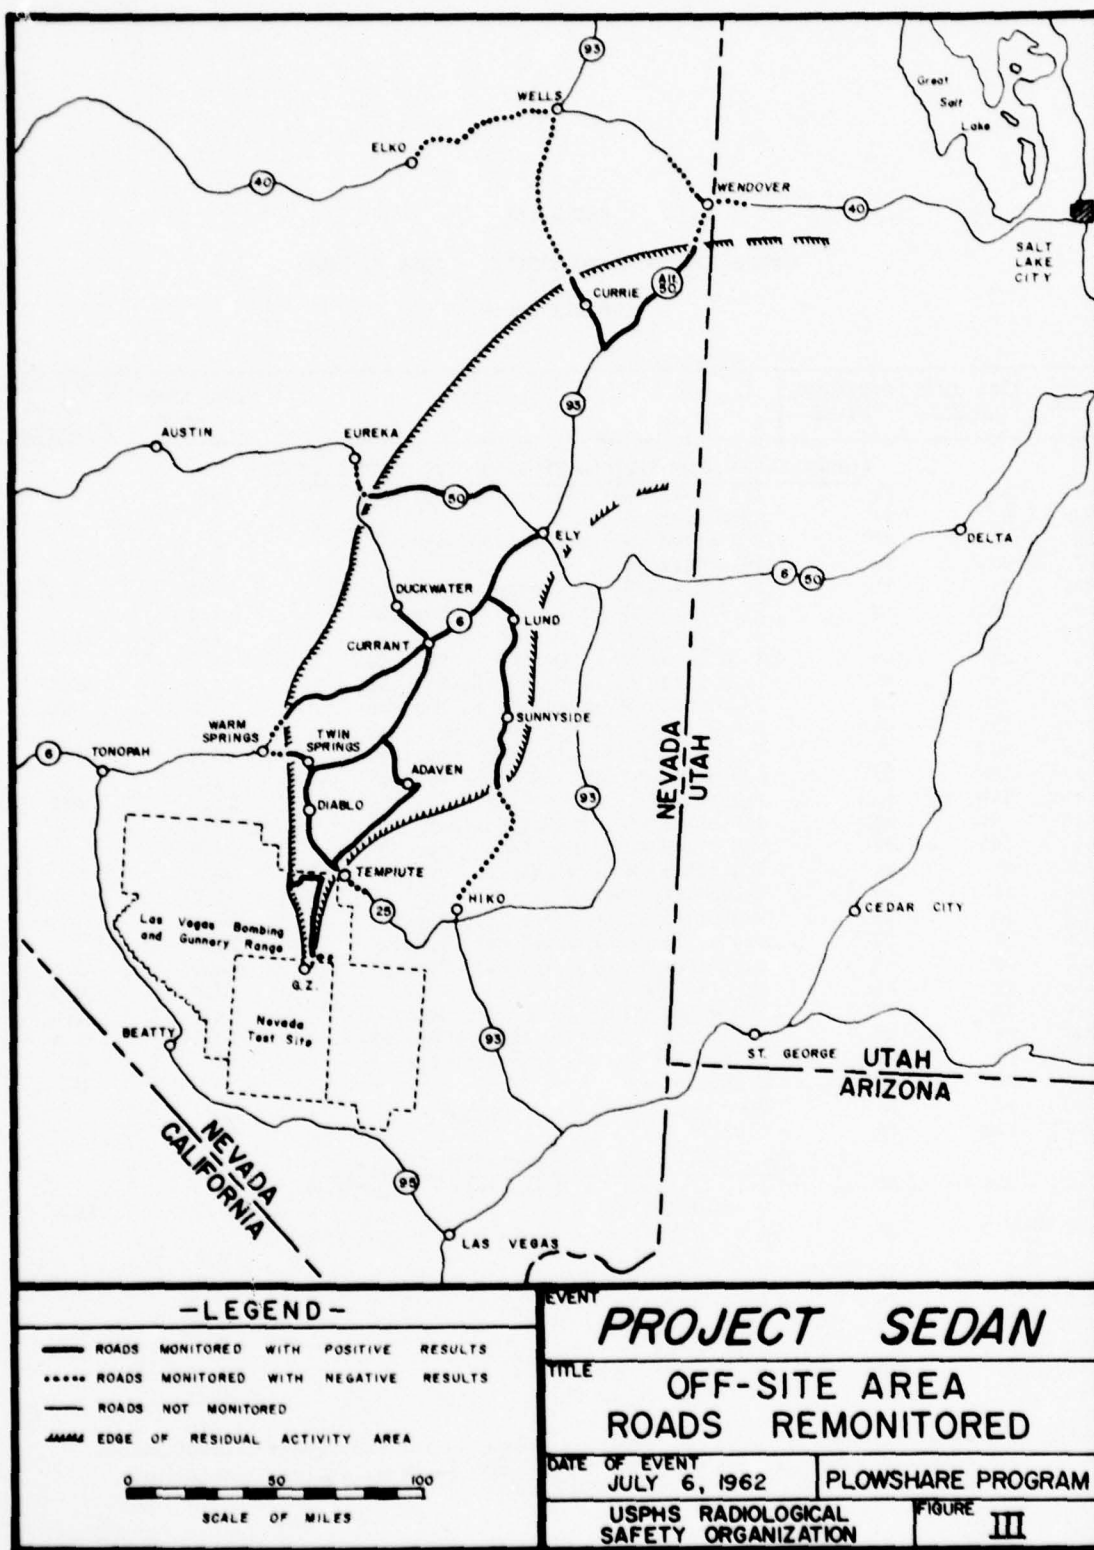 93
WELLS
Great
Salt
Lake
ELKO
40
WENDOVER
40
SALT
LAKE
CITY
Alt
50
CURRIE
93
AUSTIN
EUREKA
50
ELY
DELTA
6
50
DUCKWATER
6
LUND
CURRANT
SUNNYSIDE
WARM
SPRINGS
TWIN
SPRINGS
6
TONOPAH
ADAVEN
NEVADA
UTAH
93
DIABLO
TEMPIUTE
25
HIKO
CEDAR CITY
Las Vegas Bombing
and Gunnery Range
G.Z.
Nevada
Test Site
BEATTY
93
ST. GEORGE
UTAH
ARIZONA
NEVADA
CALIFORNIA
95
LAS VEGAS
-LEGEND-
ROADS MONITORED WITH POSITIVE RESULTS
ROADS MONITORED WITH NEGATIVE RESULTS
ROADS NOT MONITORED
EDGE OF RESIDUAL ACTIVITY AREA
0 50 100
SCALE OF MILES
EVENT
PROJECT SEDAN
TITLE
OFF-SITE AREA
ROADS REMONITORED
DATE OF EVENT
JULY 6, 1962
PLOWSHARE PROGRAM
USPHS RADIOLOGICAL
SAFETY ORGANIZATION
FIGURE III